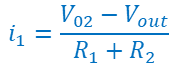 i₁ = (V₀₂ − Vₒᵤₜ) / (R₁ + R₂)